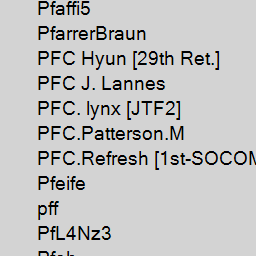 Pfaffi5
PfarrerBraun
PFC Hyun [29th Ret.]
PFC J. Lannes
PFC. lynx [JTF2]
PFC.Patterson.M
PFC.Refresh [1st-SOCOM
Pfeife
pff
PfL4Nz3